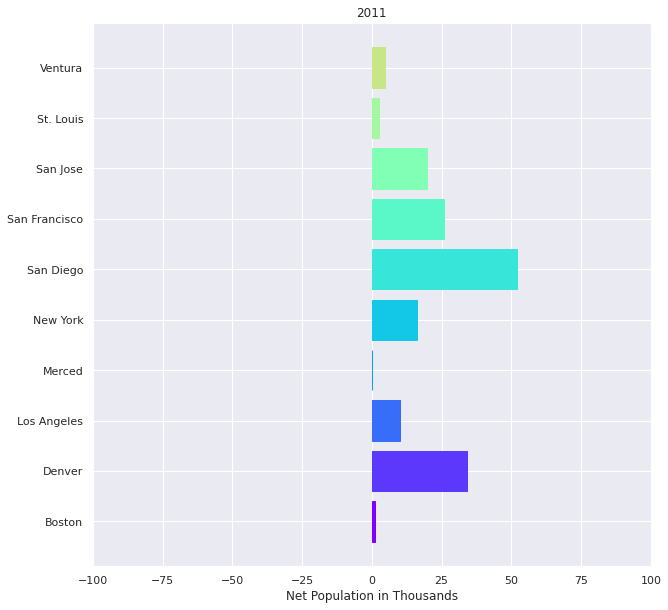 2011
Ventura
St. Louis
San Jose
San Francisco
San Diego
New York
Merced
Los Angeles
Denver
Boston
−100 −75 −50 −25 0 25 50 75 100
Net Population in Thousands